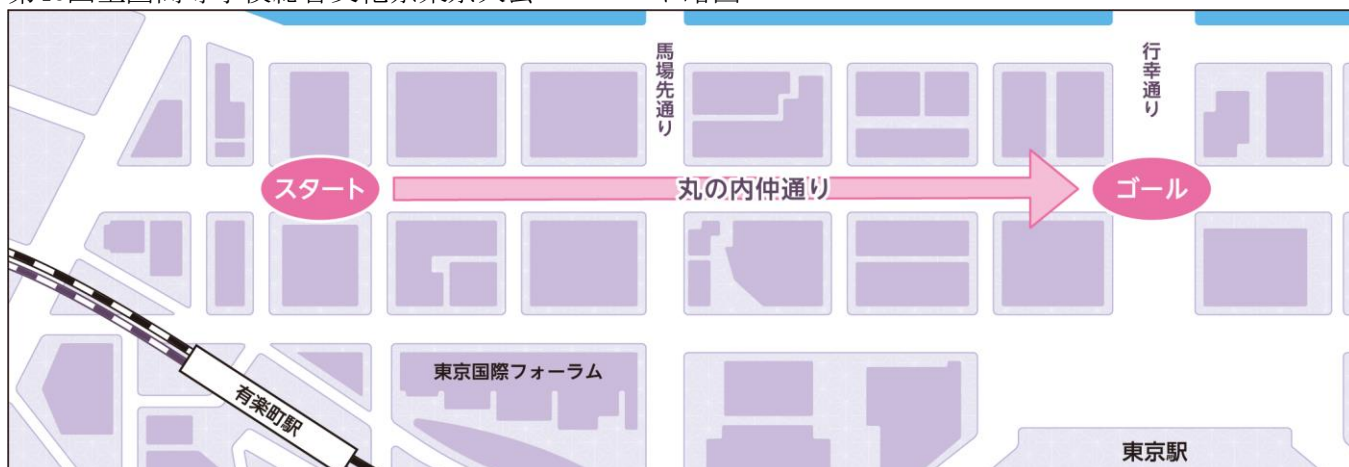 馬場先通り
行幸通り
スタート
丸の内仲通り
ゴール
東京国際フォーラム
有楽町駅
東京駅